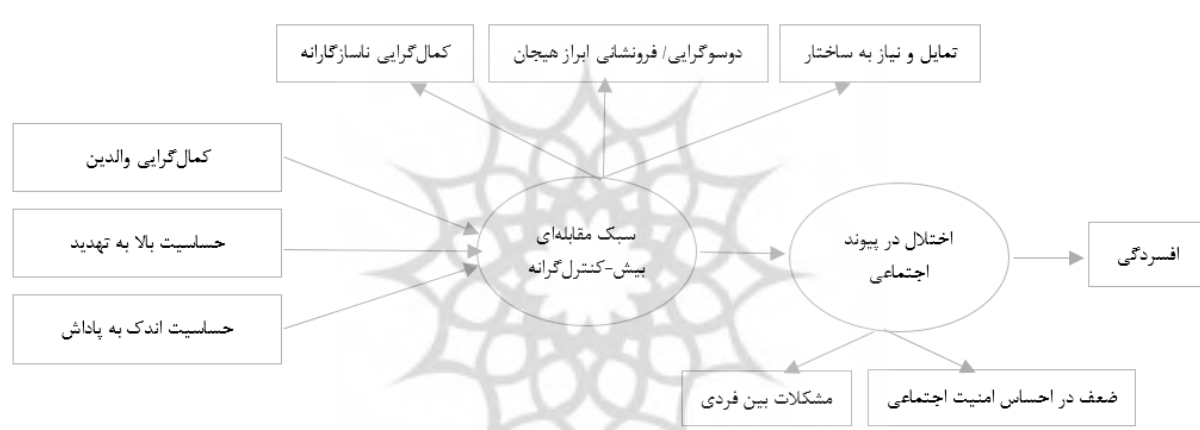 تمایل و نیاز به ساختار
دوسوگرایی/ فرونشانی ابراز هیجان
کمال‌گرایی ناسازگارانه
کمال‌گرایی والدین
حساسیت بالا به تهدید
حساسیت اندک به پاداش
سبک مقابله‌ای
بیش-کنترل‌گرانه
اختلال در پیوند
اجتماعی
افسردگی
ضعف در احساس امنیت اجتماعی
مشکلات بین فردی